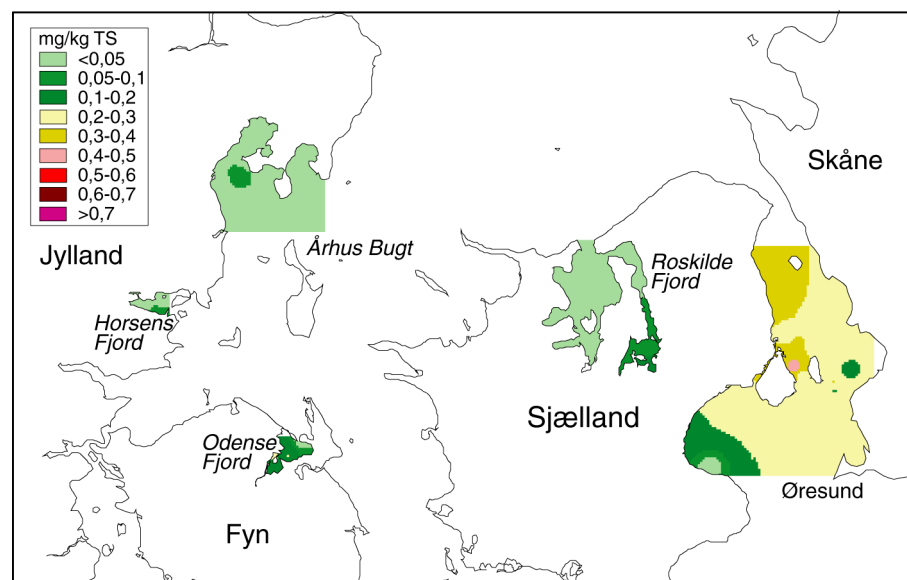 mg/kg TS
<0,05
0,05-0,1
0,1-0,2
0,2-0,3
0,3-0,4
0,4-0,5
0,5-0,6
0,6-0,7
>0,7
Skåne
Jylland
Århus Bugt
Roskilde
Fjord
Horsens
Fjord
Sjælland
Odense
Fjord
Øresund
Fyn